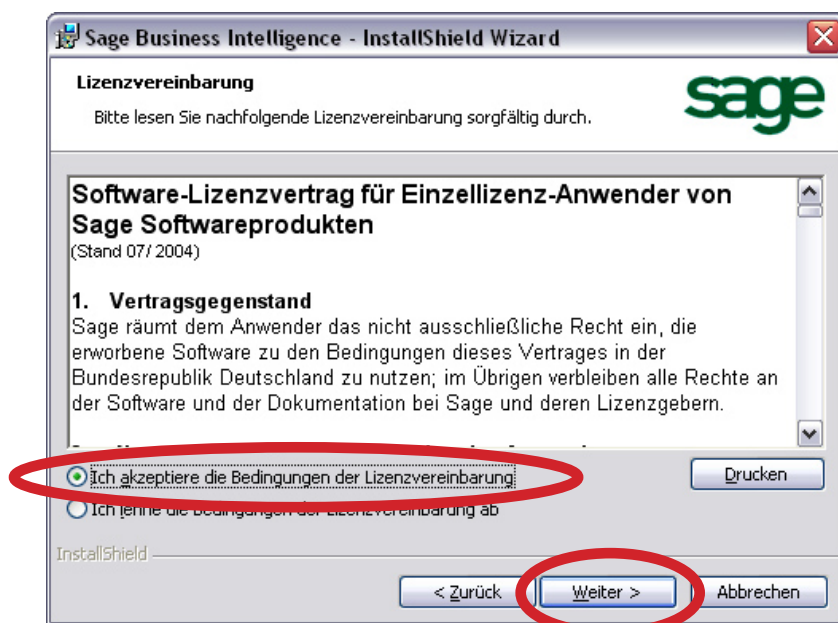 Sage Business Intelligence - InstallShield Wizard
Lizenzvereinbarung
Bitte lesen Sie nachfolgende Lizenzvereinbarung sorgfältig durch.
sage
Software-Lizenzvertrag für Einzellizenz-Anwender von
Sage Softwareprodukten
(Stand 07/ 2004)
1. Vertragsgegenstand
Sage räumt dem Anwender das nicht ausschließliche Recht ein, die
erworbene Software zu den Bedingungen dieses Vertrages in der
Bundesrepublik Deutschland zu nutzen; im Übrigen verbleiben alle Rechte an
der Software und der Dokumentation bei Sage und deren Lizenzgebern.
Ich akzeptiere die Bedingungen der Lizenzvereinbarung
Drucken
Ich lehne die Bedingungen der Lizenzvereinbarung ab
InstallShield
< Zurück
Weiter >
Abbrechen